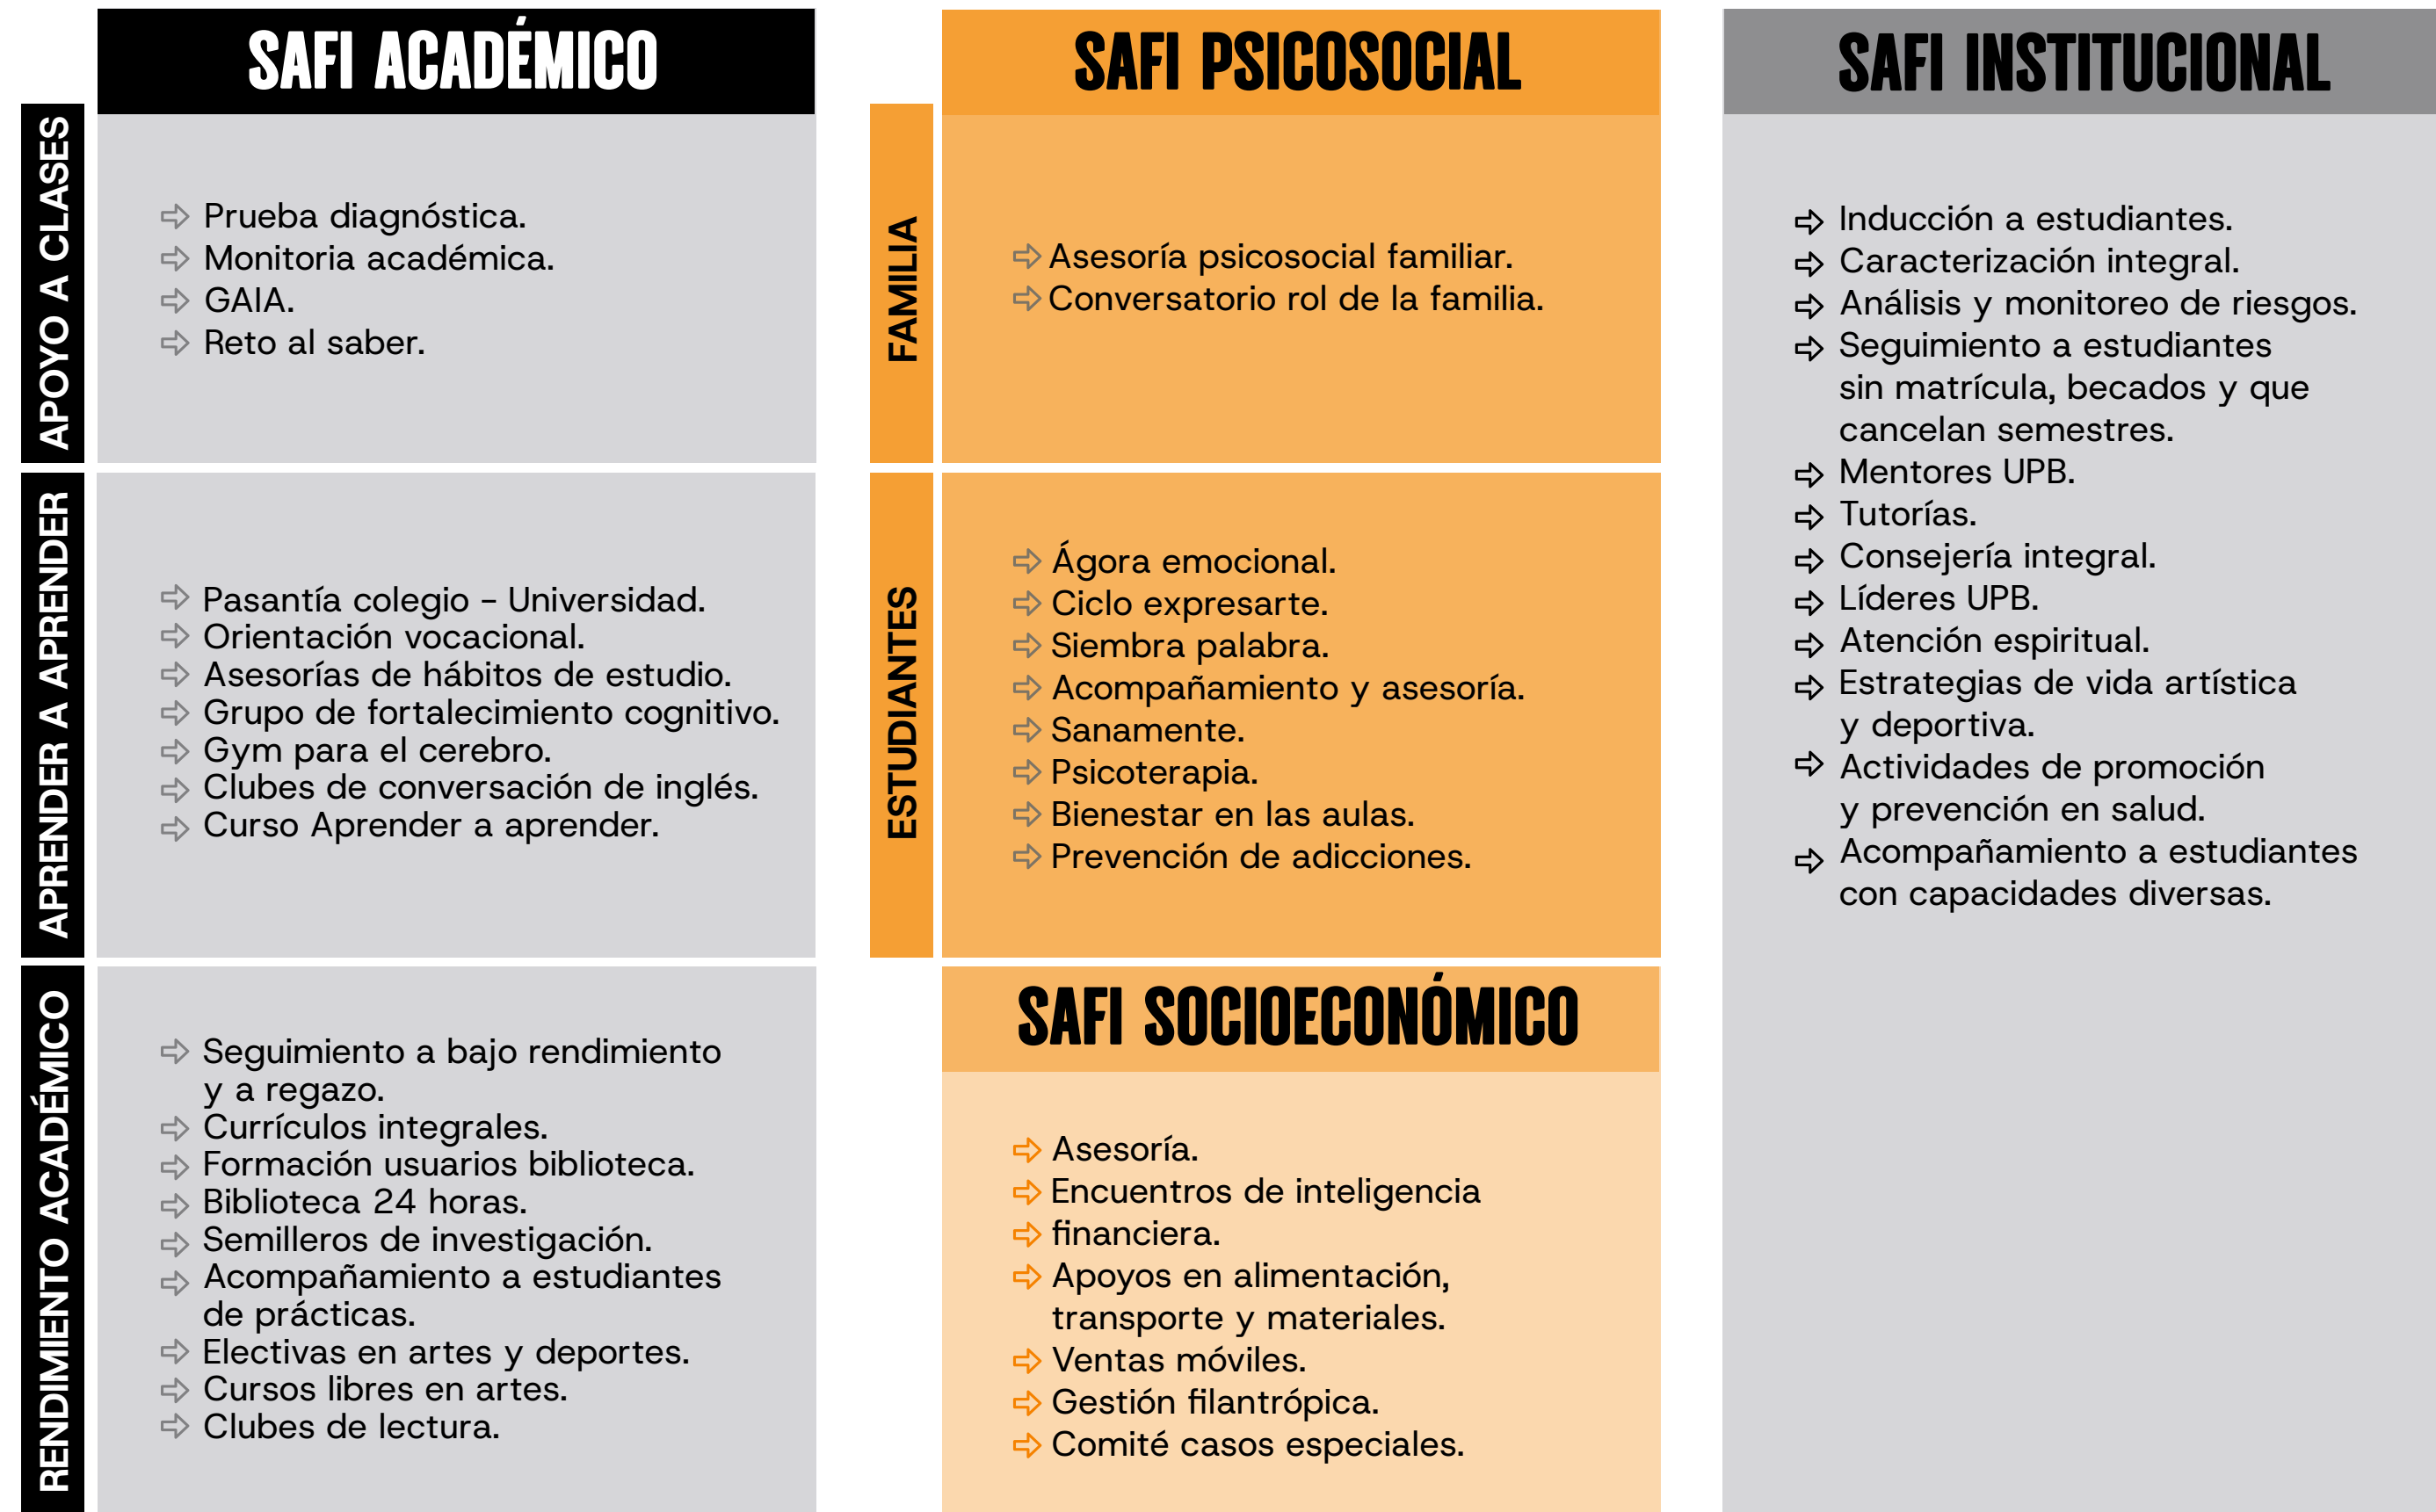 SAFI ACADÉMICO
APOYO A CLASES
Prueba diagnóstica.
Monitoria académica.
GAIA.
Reto al saber.
APRENDER A APRENDER
Pasantía colegio – Universidad.
Orientación vocacional.
Asesorías de hábitos de estudio.
Grupo de fortalecimiento cognitivo.
Gym para el cerebro.
Clubes de conversación de inglés.
Curso Aprender a aprender.
RENDIMIENTO ACADÉMICO
Seguimiento a bajo rendimiento
y a regazo.
Currículos integrales.
Formación usuarios biblioteca.
Biblioteca 24 horas.
Semilleros de investigación.
Acompañamiento a estudiantes
de prácticas.
Electivas en artes y deportes.
Cursos libres en artes.
Clubes de lectura.
SAFI PSICOSOCIAL
FAMILIA
Asesoría psicosocial familiar.
Conversatorio rol de la familia.
ESTUDIANTES
Ágora emocional.
Ciclo expresarte.
Siembra palabra.
Acompañamiento y asesoría.
Sanamente.
Psicoterapia.
Bienestar en las aulas.
Prevención de adicciones.
SAFI SOCIOECONÓMICO
Asesoría.
Encuentros de inteligencia
financiera.
Apoyos en alimentación,
transporte y materiales.
Ventas móviles.
Gestión filantrópica.
Comité casos especiales.
SAFI INSTITUCIONAL
Inducción a estudiantes.
Caracterización integral.
Análisis y monitoreo de riesgos.
Seguimiento a estudiantes
sin matrícula, becados y que
cancelan semestres.
Mentores UPB.
Tutorías.
Consejería integral.
Líderes UPB.
Atención espiritual.
Estrategias de vida artística
y deportiva.
Actividades de promoción
y prevención en salud.
Acompañamiento a estudiantes
con capacidades diversas.